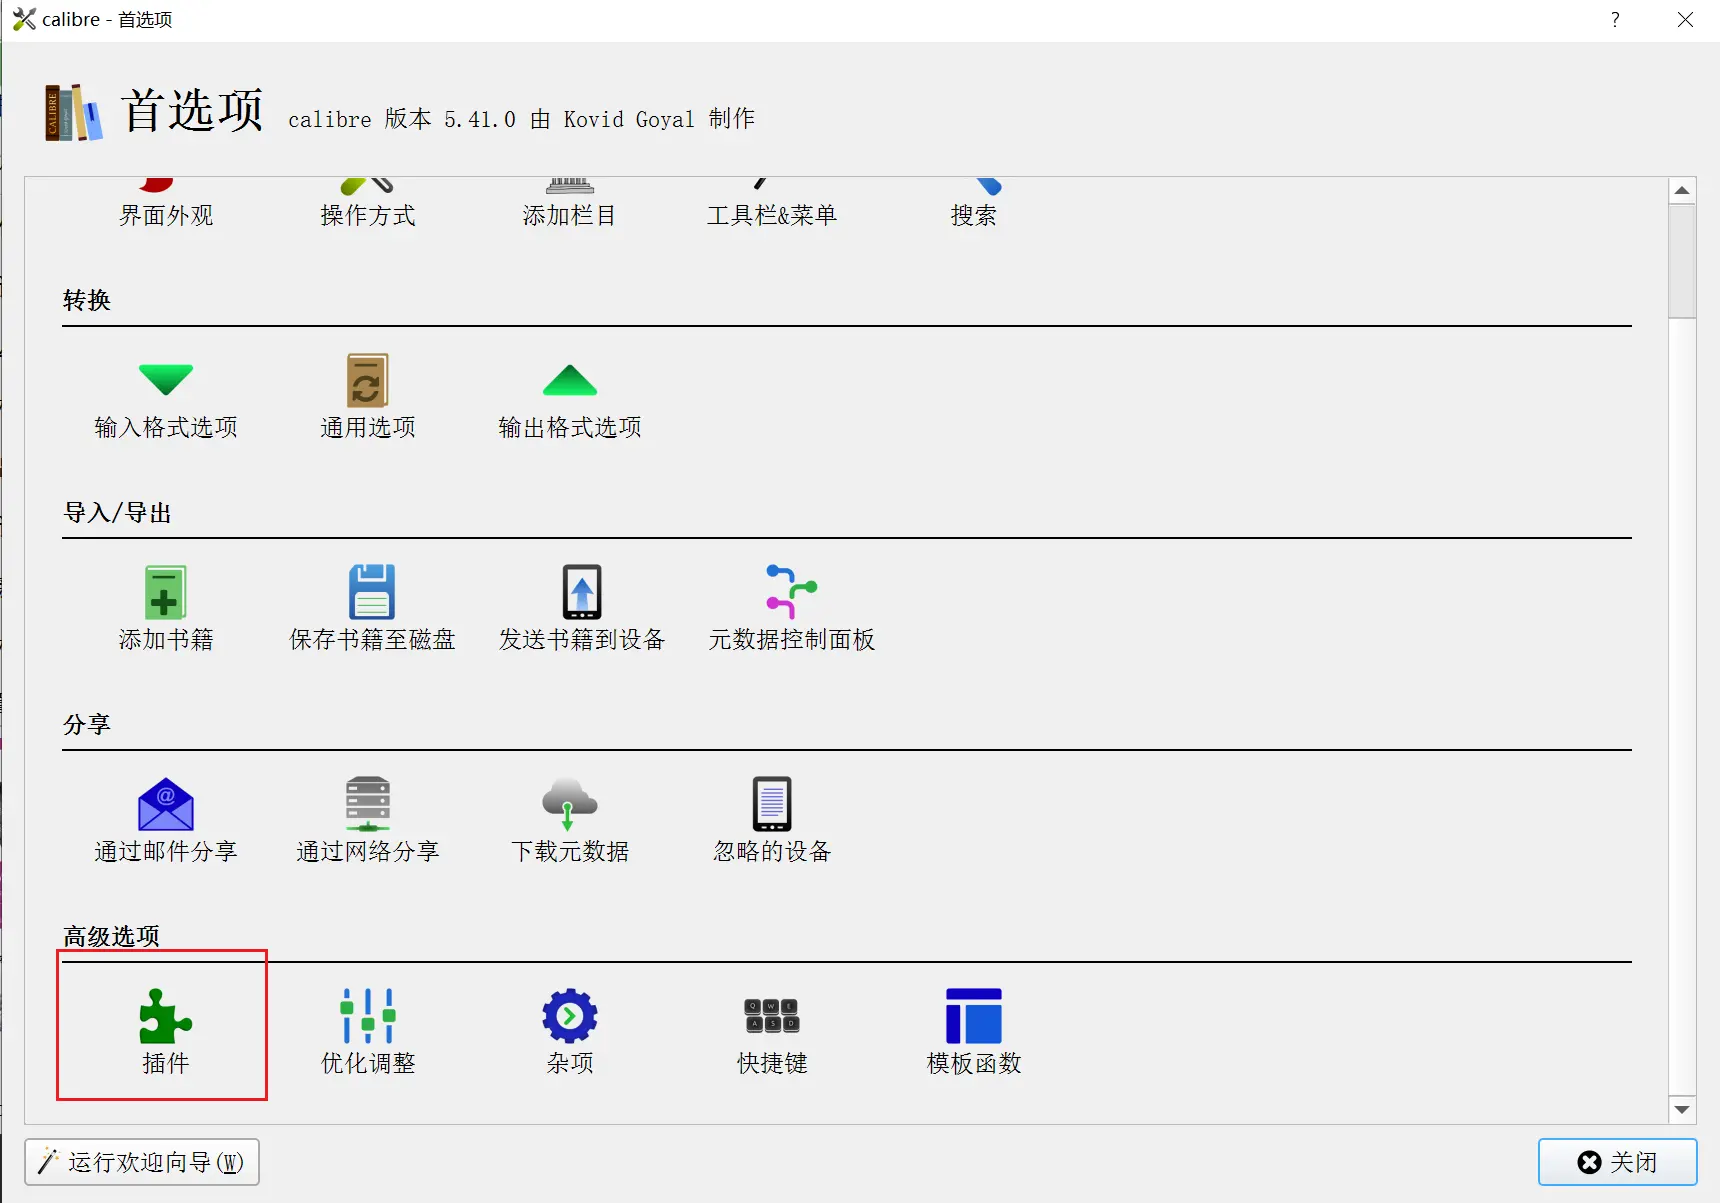 calibre - 首选项
首选项 calibre 版本 5.41.0 由 Kovid Goyal 制作
CALIBRE
界面外观 操作方式 添加栏目 工具栏&菜单 搜索
转换
输入格式选项 通用选项 输出格式选项
导入/导出
添加书籍 保存书籍至磁盘 发送书籍到设备 元数据控制面板
分享
@
通过邮件分享 通过网络分享 下载元数据 忽略的设备
高级选项
Q W E
A S D
插件 优化调整 杂项 快捷键 模板函数
运行欢迎向导(W) 关闭